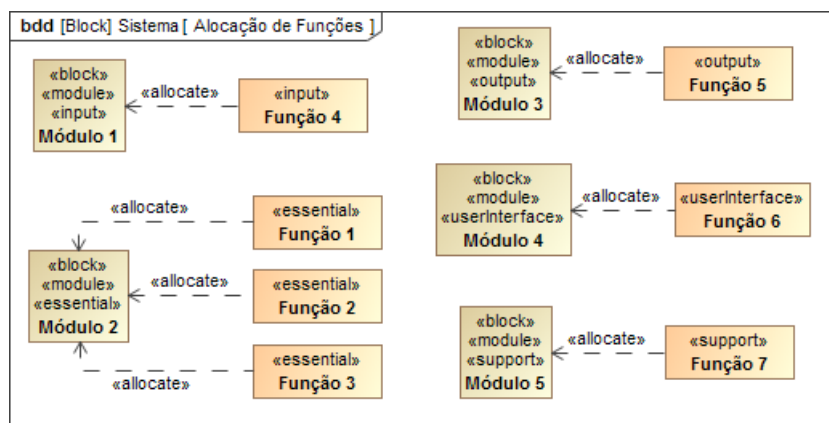 bdd [Block] Sistema [ Alocação de Funções ]
«block»
«module»
«input»
Módulo 1
«allocate»
«input»
Função 4
«block»
«module»
«output»
Módulo 3
«allocate»
«output»
Função 5
«block»
«module»
«essential»
Módulo 2
«allocate»
«essential»
Função 1
«allocate»
«essential»
Função 2
«allocate»
«essential»
Função 3
«block»
«module»
«userInterface»
Módulo 4
«allocate»
«userInterface»
Função 6
«block»
«module»
«support»
Módulo 5
«allocate»
«support»
Função 7